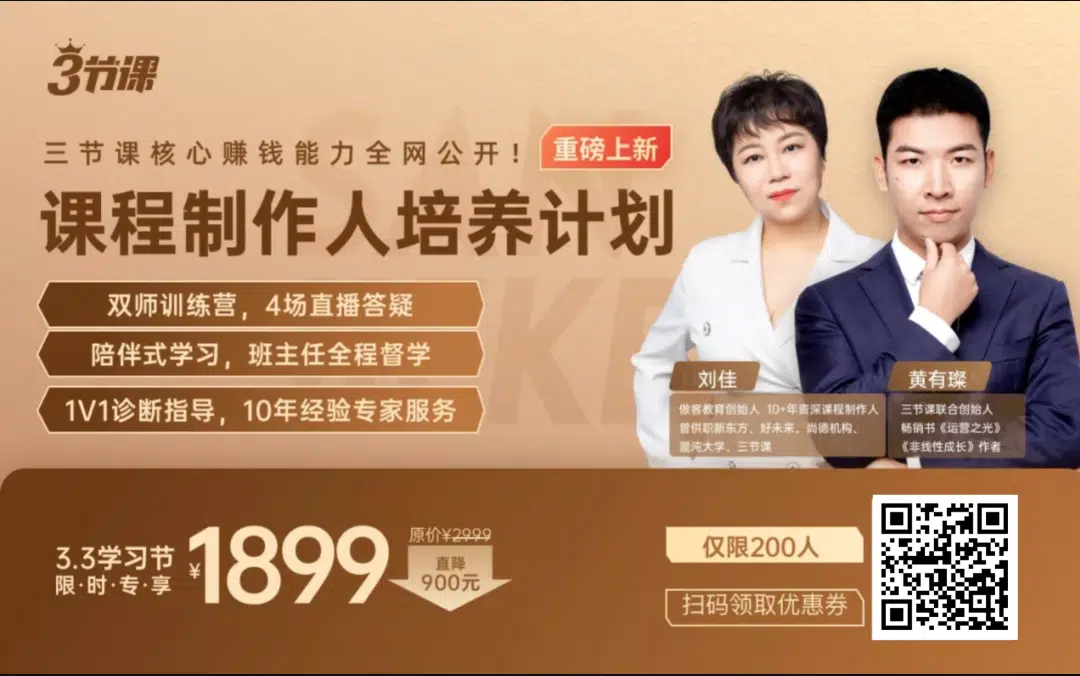 3节课
三节课核心赚钱能力全网公开！
重磅上新
课程制作人培养计划
双师训练营，4场直播答疑
陪伴式学习，班主任全程督学
1V1诊断指导，10年经验专家服务
刘佳
做客教育创始人 10+年资深课程制作人
曾供职新东方、好未来、尚德机构、
混沌大学、三节课
黄有璨
三节课联合创始人
畅销书《运营之光》
《非线性成长》作者
3.3学习节
限·时·专·享
¥1899
原价¥2999
直降
900元
仅限200人
扫码领取优惠券